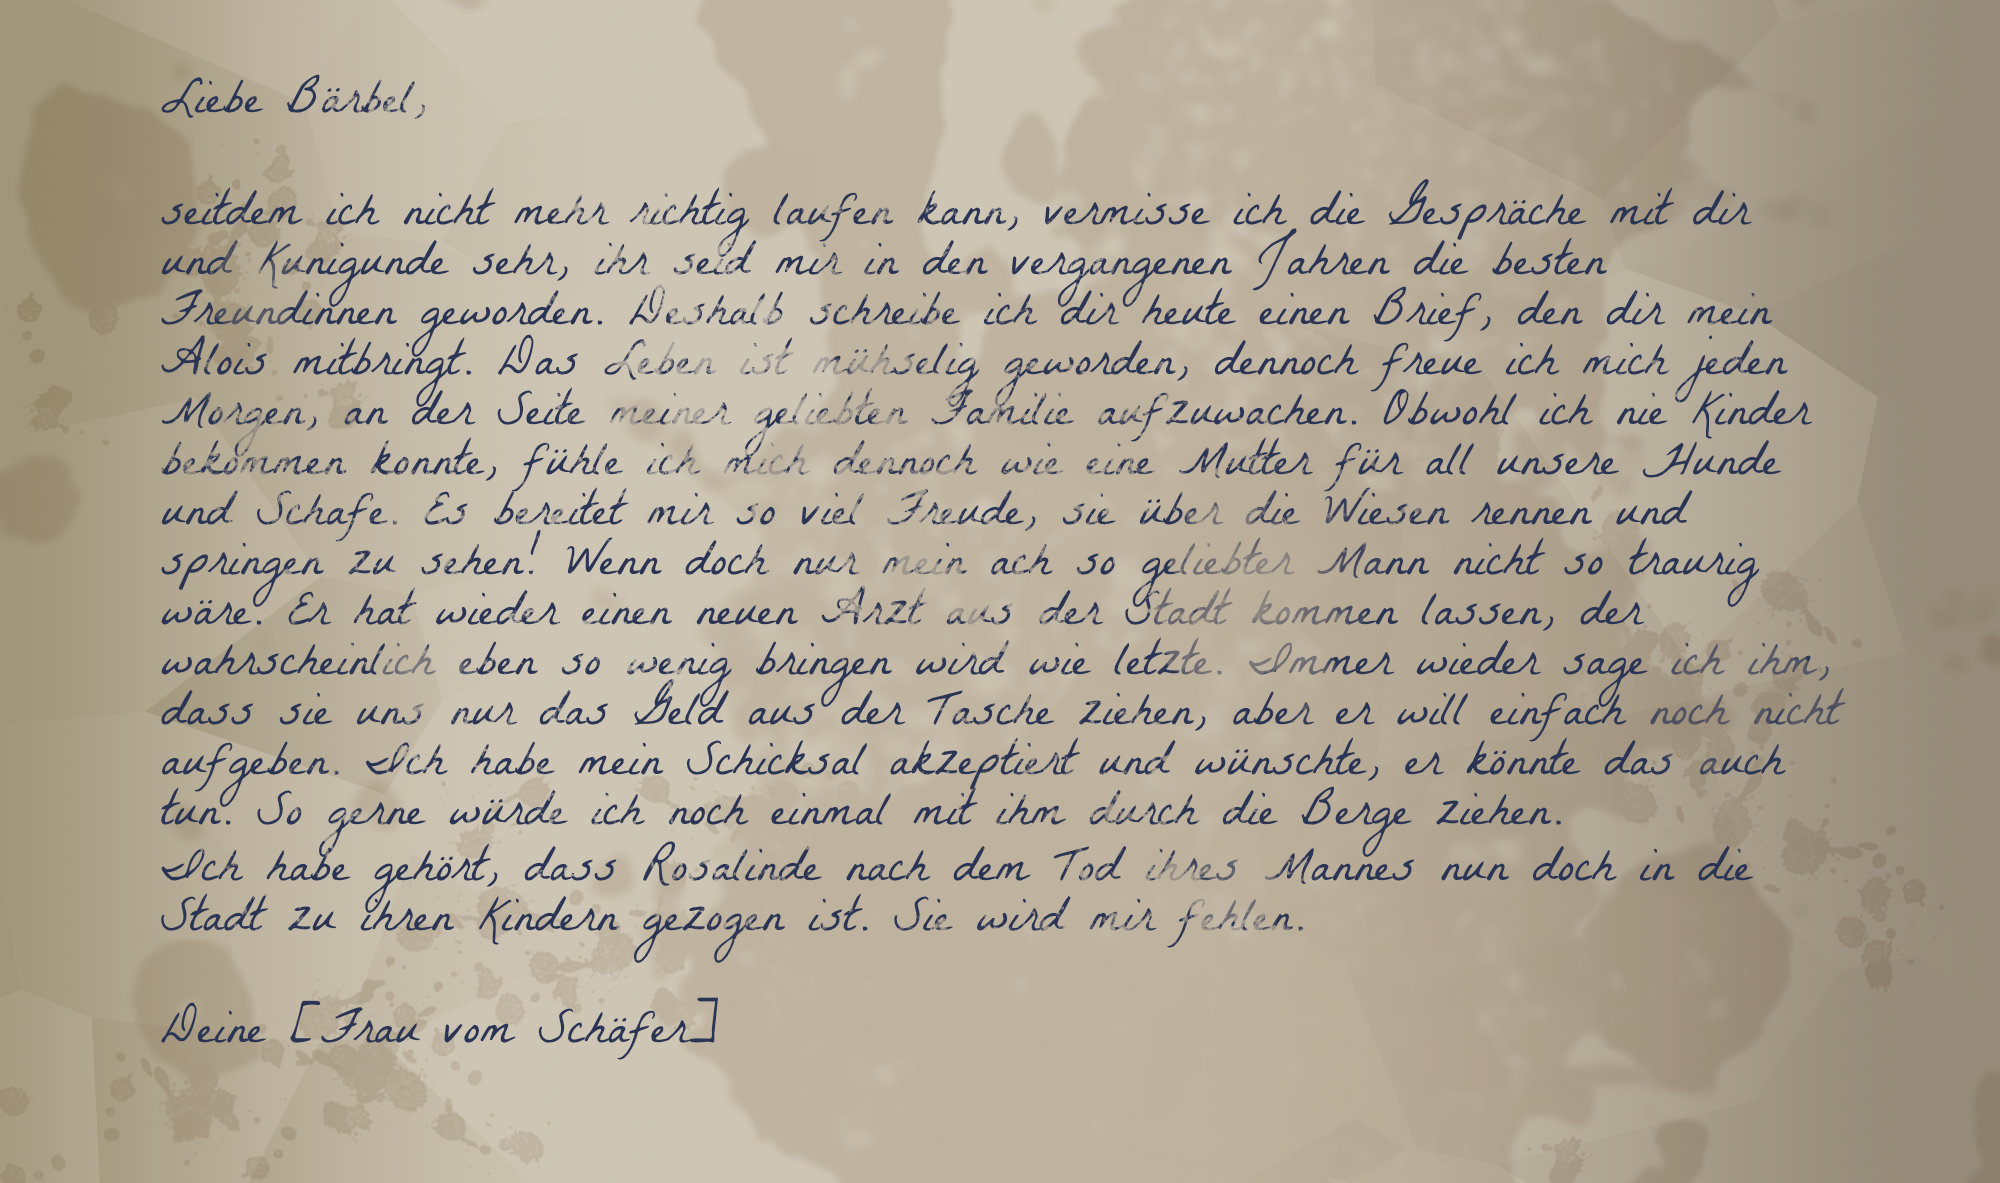 Liebe Bärbel,
seitdem ich nicht mehr richtig laufen kann, vermisse ich die Gespräche mit dir
und Kunigunde sehr, ihr seid mir in den vergangenen Jahren die besten
Freundinnen geworden. Deshalb schreibe ich dir heute einen Brief, den dir mein
Alois mitbringt. Das Leben ist mühselig geworden, dennoch freue ich mich jeden
Morgen, an der Seite meiner geliebten Familie aufzuwachen. Obwohl ich nie Kinder
bekommen konnte, fühle ich mich dennoch wie eine Mutter für all unsere Hunde
und Schafe. Es bereitet mir so viel Freude, sie über die Wiesen rennen und
springen zu sehen! Wenn doch nur mein ach so geliebter Mann nicht so traurig
wäre. Er hat wieder einen neuen Arzt aus der Stadt kommen lassen, der
wahrscheinlich eben so wenig bringen wird wie letzte. Immer wieder sage ich ihm,
dass sie uns nur das Geld aus der Tasche ziehen, aber er will einfach noch nicht
aufgeben. Ich habe mein Schicksal akzeptiert und wünschte, er könnte das auch
tun. So gerne würde ich noch einmal mit ihm durch die Berge ziehen.
Ich habe gehört, dass Rosalinde nach dem Tod ihres Mannes nun doch in die
Stadt zu ihren Kindern gezogen ist. Sie wird mir fehlen.
Deine [Frau vom Schäfer]